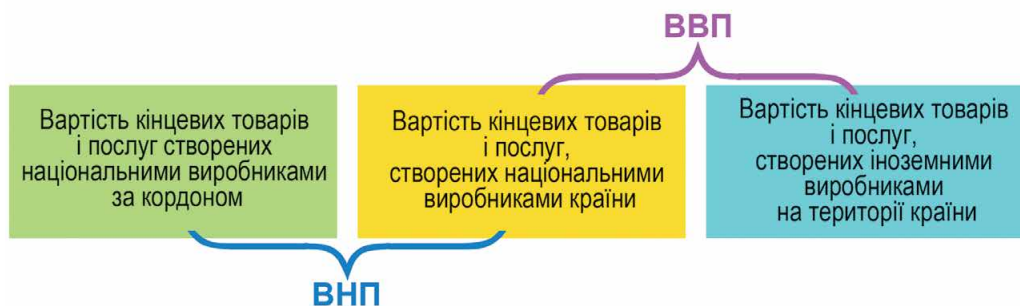 ВВП
Вартість кінцевих товарів
і послуг створених
національними виробниками
за кордоном
Вартість кінцевих товарів
і послуг,
створених національними
виробниками країни
Вартість кінцевих товарів
і послуг,
створених іноземними
виробниками
на території країни
ВНП